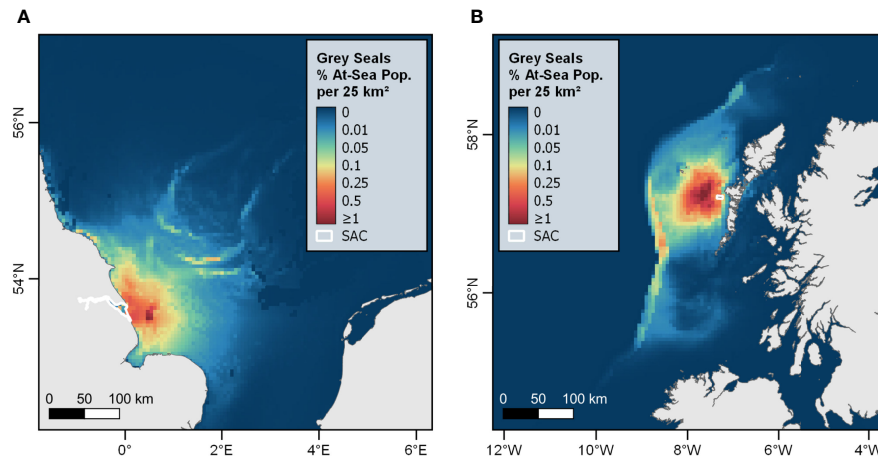 A
B
Grey Seals
% At-Sea Pop.
per 25 km²
0
0.01
0.05
0.1
0.25
0.5
≥1
SAC
56°N
54°N
0 50 100 km
0° 2°E 4°E 6°E
Grey Seals
% At-Sea Pop.
per 25 km²
0
0.01
0.05
0.1
0.25
0.5
≥1
SAC
58°N
56°N
0 50 100 km
12°W 10°W 8°W 6°W 4°W